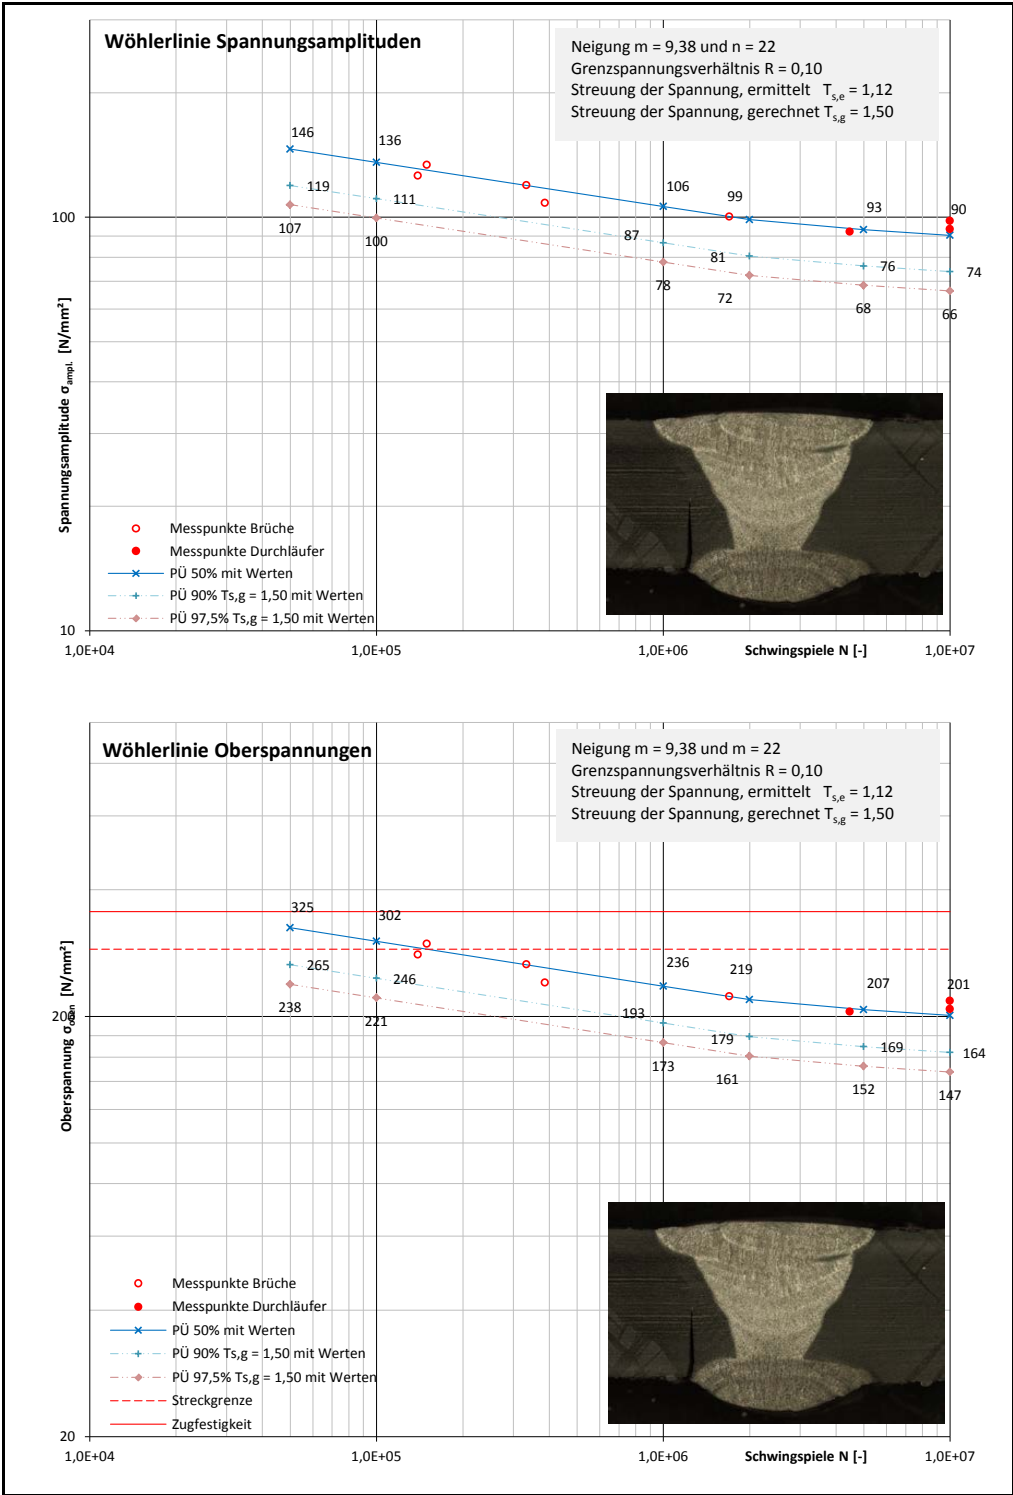 Wöhlerlinie Spannungsamplituden
Neigung m = 9,38 und n = 22
Grenzspannungsverhältnis R = 0,10
Streuung der Spannung, ermittelt T_s,e = 1,12
Streuung der Spannung, gerechnet T_s,g = 1,50
146
136
119
111
107
100
106
99
93
90
87
81
76
74
78
72
68
66
100
10
Spannungsamplitude σ_ampl. [N/mm²]
Messpunkte Brüche
Messpunkte Durchläufer
PÜ 50% mit Werten
PÜ 90% Ts,g = 1,50 mit Werten
PÜ 97,5% Ts,g = 1,50 mit Werten
1,0E+04
1,0E+05
1,0E+06
Schwingspiele N [-]
1,0E+07
Wöhlerlinie Oberspannungen
Neigung m = 9,38 und m = 22
Grenzspannungsverhältnis R = 0,10
Streuung der Spannung, ermittelt T_s,e = 1,12
Streuung der Spannung, gerechnet T_s,g = 1,50
325
302
265
246
238
221
236
219
207
201
193
179
169
164
173
161
152
147
200
20
Oberspannung σ_oben [N/mm²]
Messpunkte Brüche
Messpunkte Durchläufer
PÜ 50% mit Werten
PÜ 90% Ts,g = 1,50 mit Werten
PÜ 97,5% Ts,g = 1,50 mit Werten
Streckgrenze
Zugfestigkeit
1,0E+04
1,0E+05
1,0E+06
Schwingspiele N [-]
1,0E+07